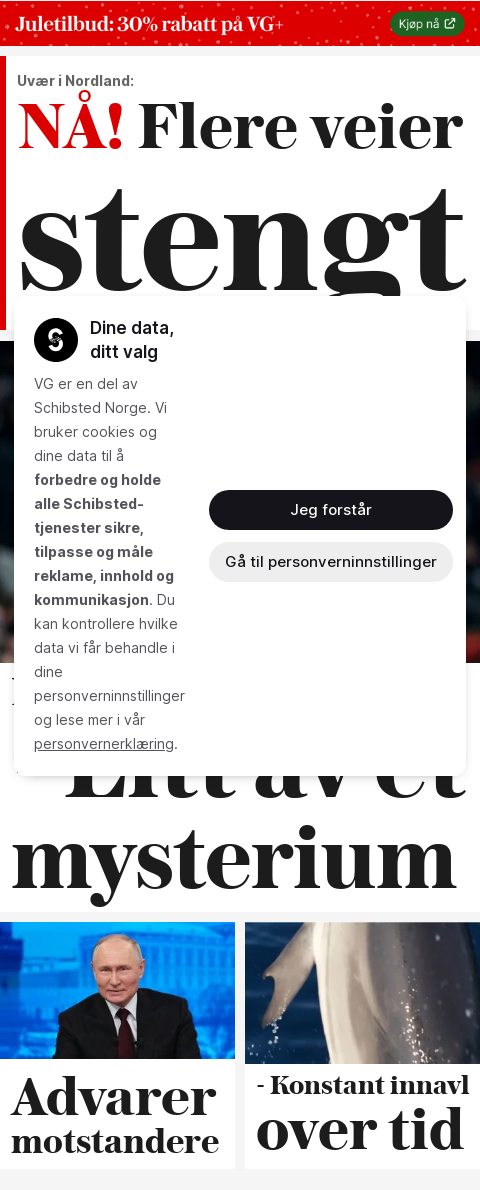 Juletilbud: 30% rabatt på VG+
Kjøp nå
Uvær i Nordland:
NÅ! Flere veier
stengt
Dine data,
ditt valg
VG er en del av
Schibsted Norge. Vi
bruker cookies og
dine data til å
forbedre og holde
alle Schibsted-
tjenester sikre,
tilpasse og måle
reklame, innhold og
kommunikasjon. Du
kan kontrollere hvilke
data vi får behandle i
dine
personverninnstillinger
og lese mer i vår
personvernerklæring.
Jeg forstår
Gå til personverninnstillinger
- Litt av et
mysterium
Advarer
motstandere
- Konstant innavl
over tid